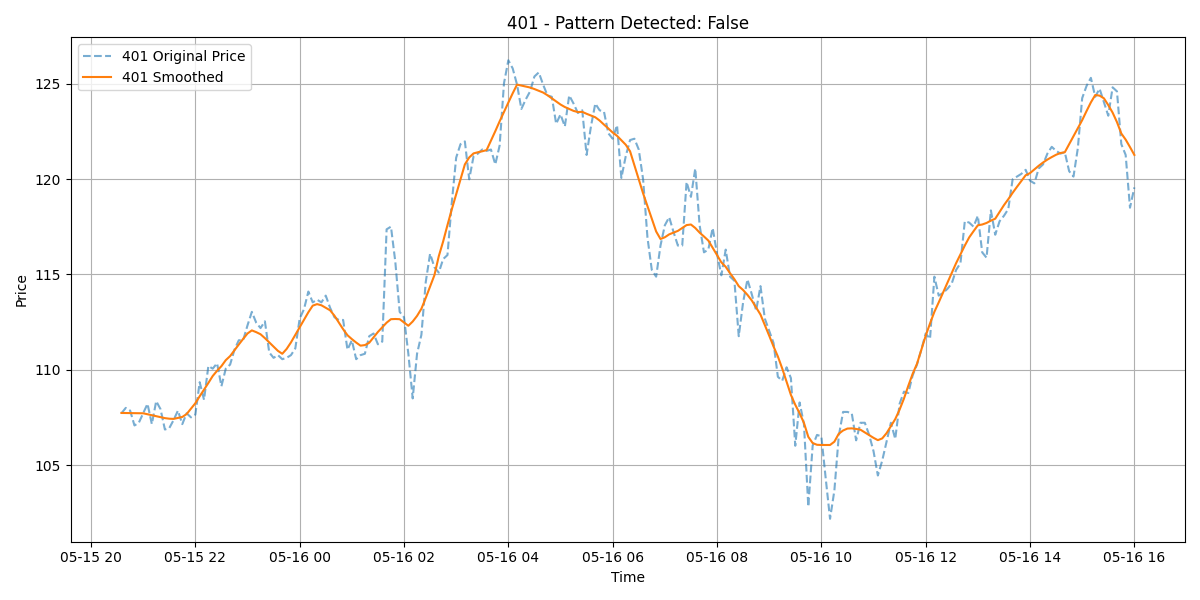 401 - Pattern Detected: False
401 Original Price
401 Smoothed
125
120
115
110
105
Price
05-15 20 05-15 22 05-16 00 05-16 02 05-16 04 05-16 06 05-16 08 05-16 10 05-16 12 05-16 14 05-16 16
Time